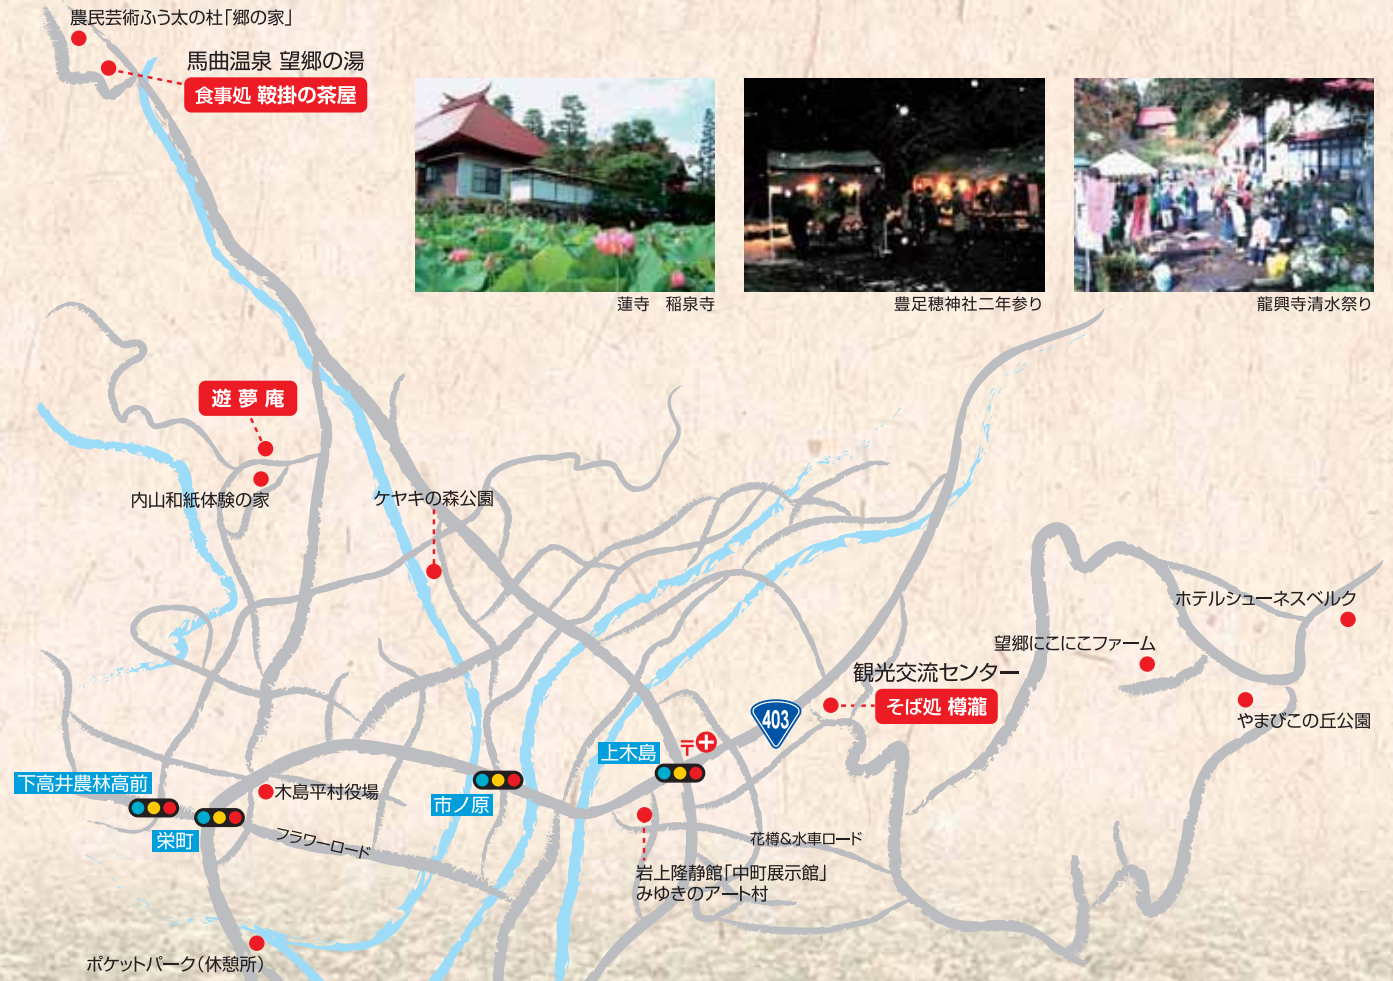 農民芸術ふう太の杜「郷の家」
馬曲温泉 望郷の湯
食事処 鞍掛の茶屋
蓮寺　稲泉寺
豊足穂神社二年参り
龍興寺清水祭り
遊 夢 庵
内山和紙体験の家
ケヤキの森公園
ホテルシューネスベルク
望郷にこにこファーム
観光交流センター
そば処 樽瀧
やまびこの丘公園
403
〒
上木島
下高井農林高前
木島平村役場
市ノ原
栄町
フラワーロード
花樽&水車ロード
岩上隆静館「中町展示館」
みゆきのアート村
ポケットパーク(休憩所)